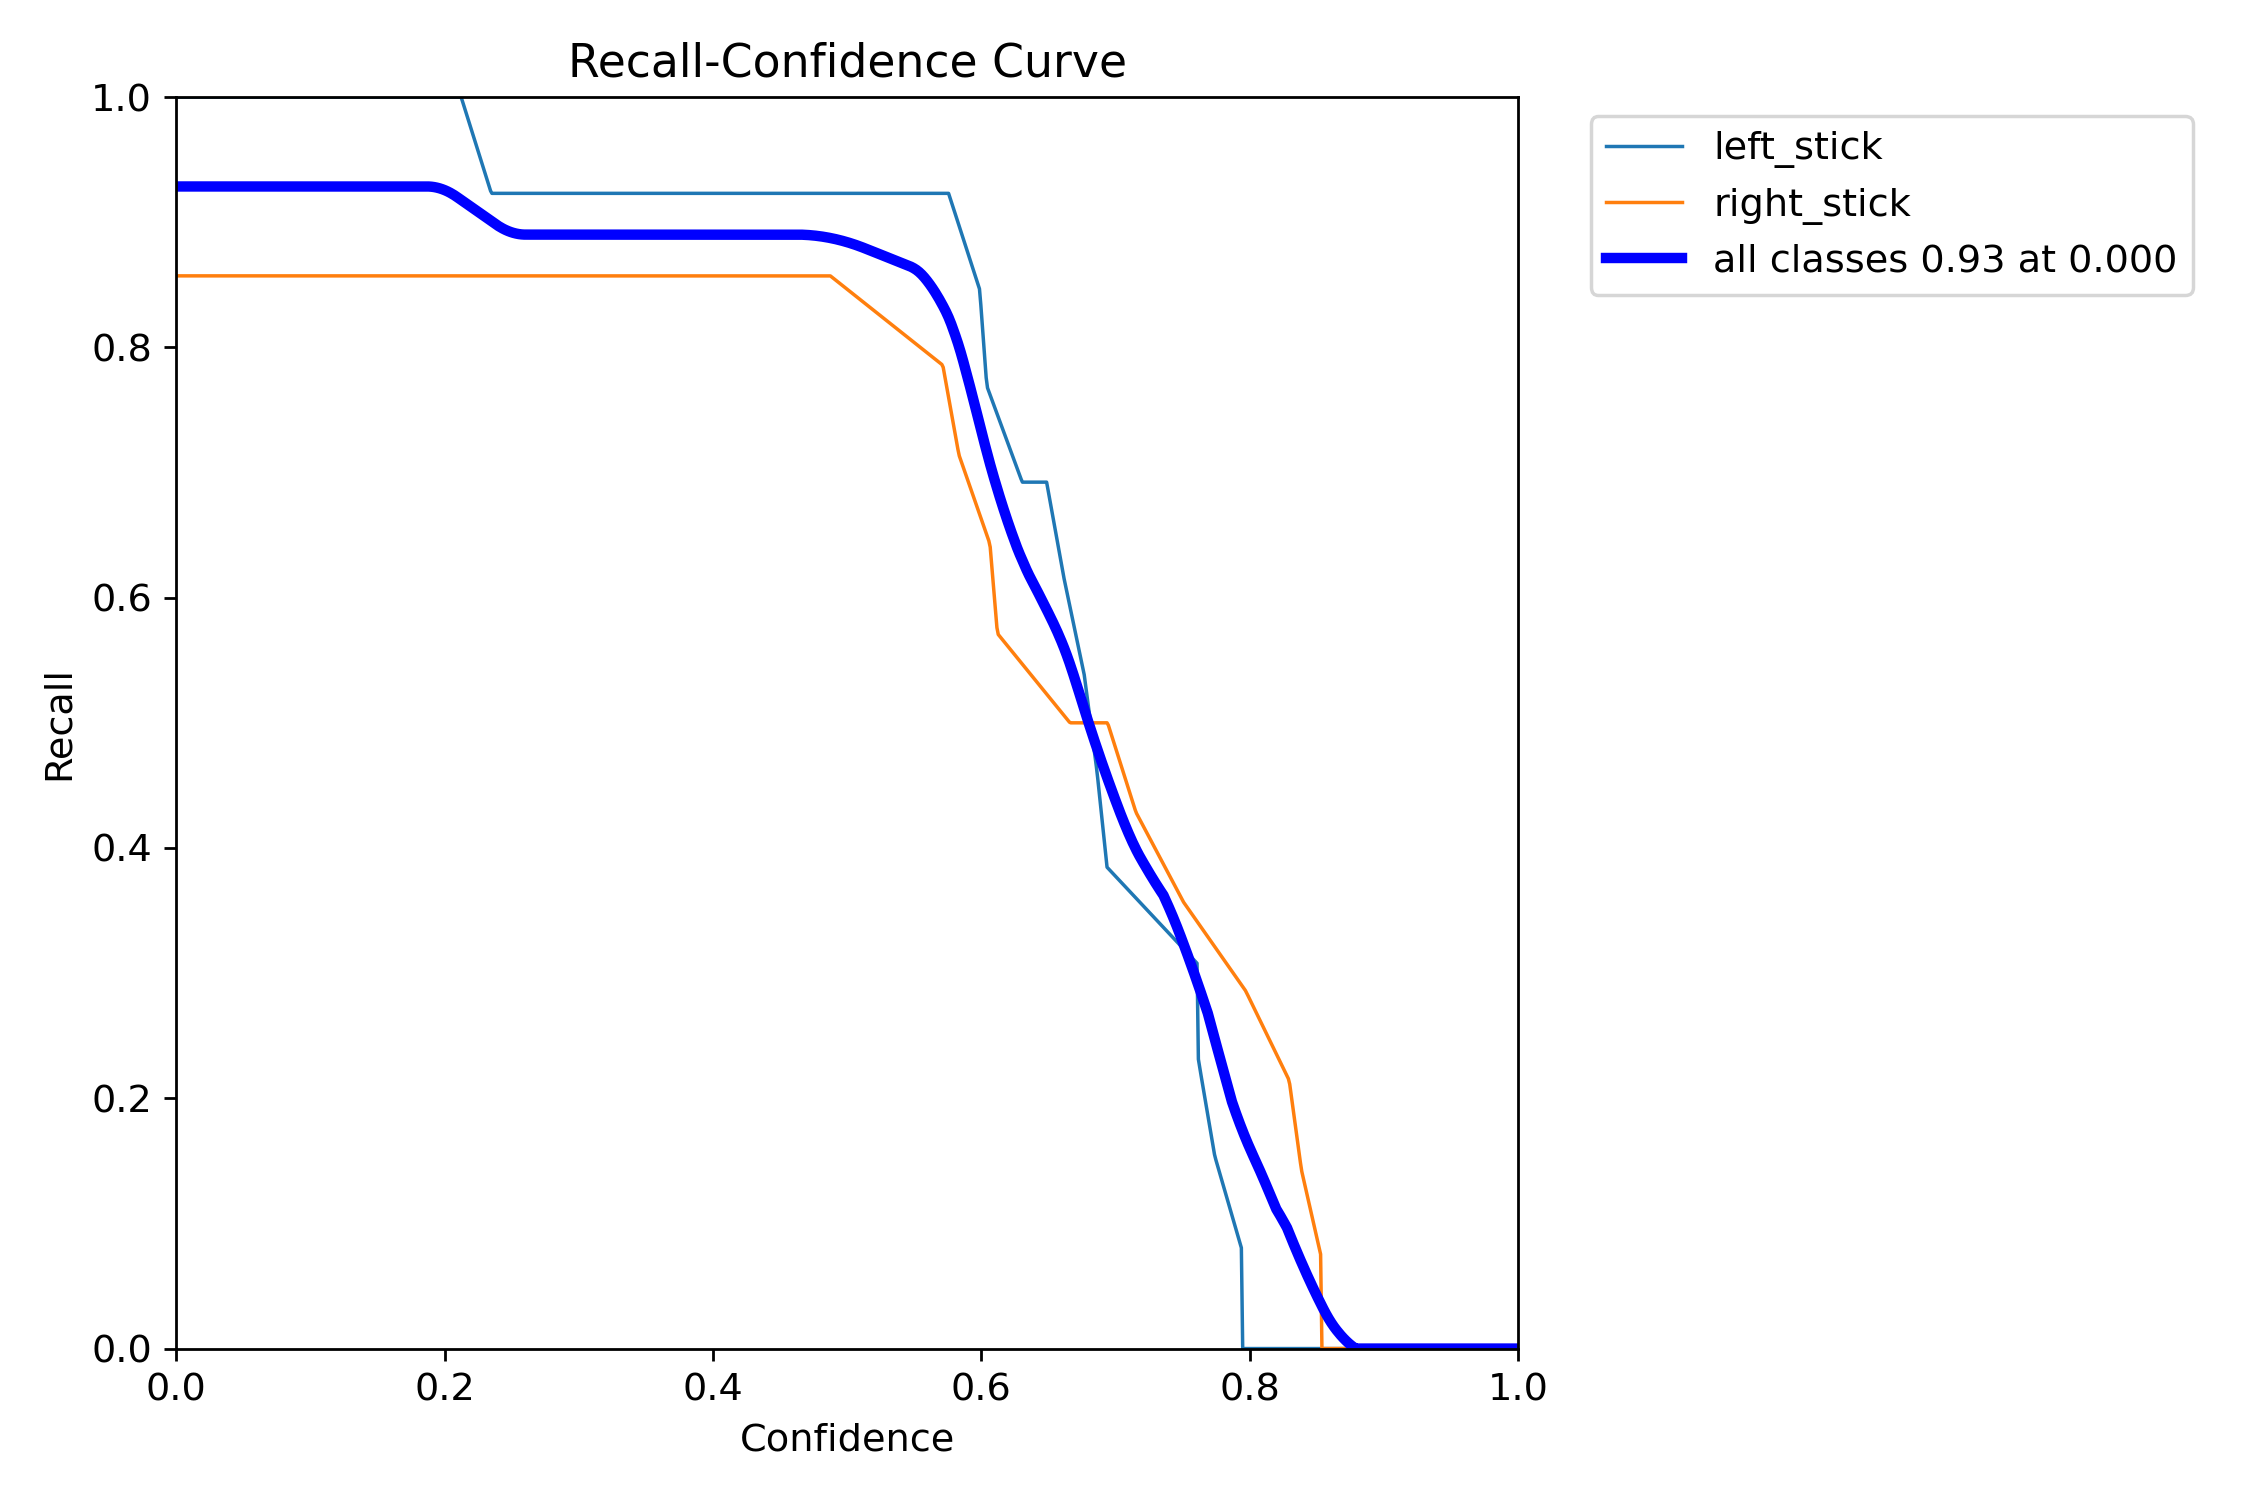 Recall-Confidence Curve
1.0
0.8
0.6
0.4
0.2
0.0
Recall
0.0 0.2 0.4 0.6 0.8 1.0
Confidence
left_stick
right_stick
all classes 0.93 at 0.000